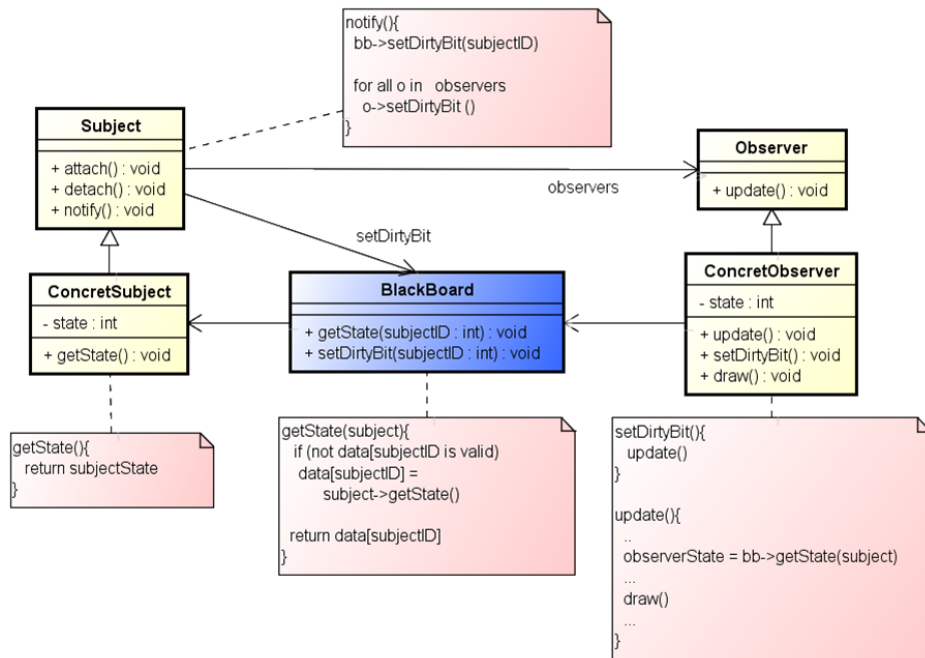 notify(){
bb->setDirtyBit(subjectID)
for all o in observers
o->setDirtyBit ()
}
Subject
+ attach() : void
+ detach() : void
+ notify() : void
Observer
+ update() : void
observers
setDirtyBit
ConcretSubject
- state : int
+ getState() : void
BlackBoard
+ getState(subjectID : int) : void
+ setDirtyBit(subjectID : int) : void
ConcretObserver
- state : int
+ update() : void
+ setDirtyBit() : void
+ draw() : void
getState(){
return subjectState
}
getState(subject){
if (not data[subjectID is valid)
data[subjectID] =
subject->getState()
return data[subjectID]
}
setDirtyBit(){
update()
}
update(){
..
observerState = bb->getState(subject)
...
draw()
...
}